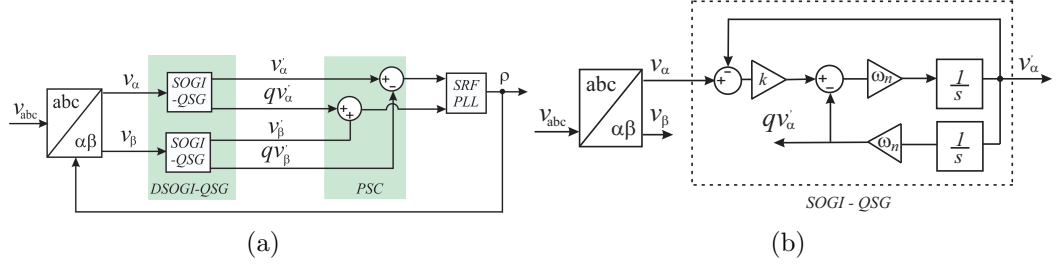 v_abc
abc
αβ
v_α
v_β
SOGI
-QSG
SOGI
-QSG
DSOGI-QSG
v'_α
qv'_α
v'_β
qv'_β
+
−
+
+
PSC
SRF
PLL
ρ
(a)
v_abc
abc
αβ
v_α
v_β
+
−
k
+
−
ω_n
1
s
v'_α
qv'_α
ω_n
1
s
SOGI - QSG
(b)